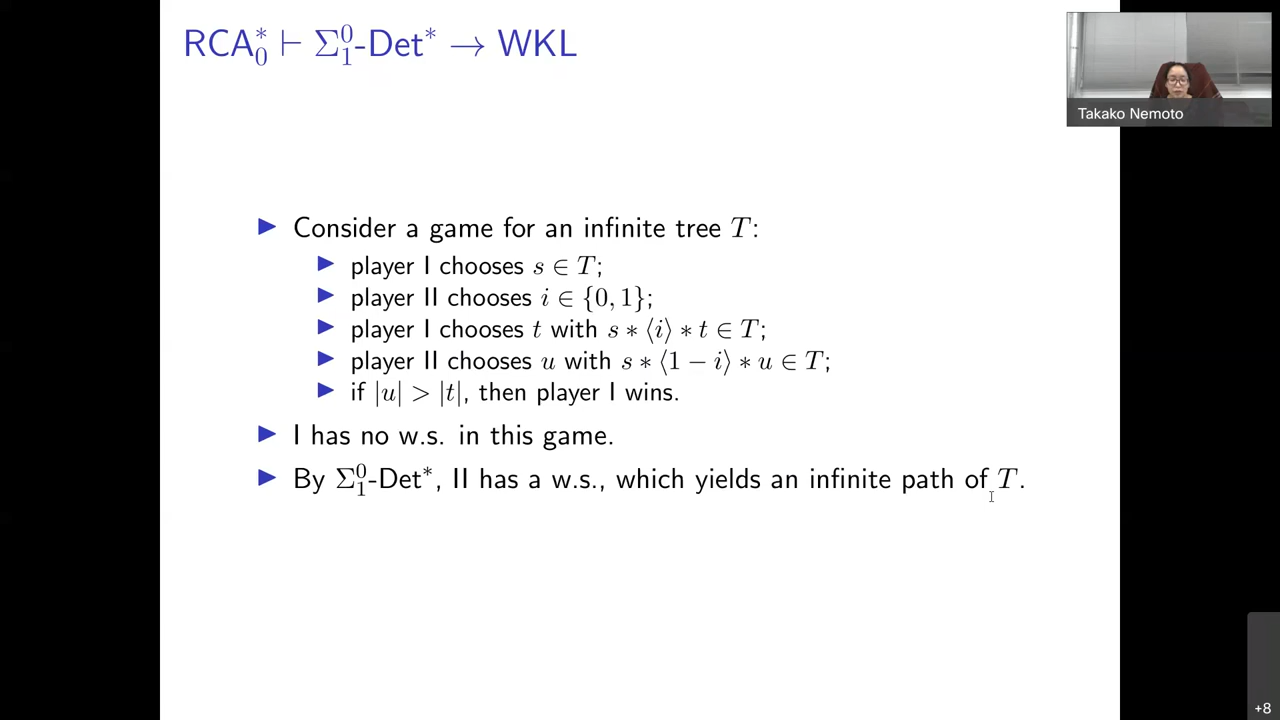 RCA₀* ⊢ Σ₁⁰-Det* → WKL
Takako Nemoto
▶ Consider a game for an infinite tree T:
▶ player I chooses s ∈ T;
▶ player II chooses i ∈ {0, 1};
▶ player I chooses t with s ∗ ⟨i⟩ ∗ t ∈ T;
▶ player II chooses u with s ∗ ⟨1 − i⟩ ∗ u ∈ T;
▶ if |u| > |t|, then player I wins.
▶ I has no w.s. in this game.
▶ By Σ₁⁰-Det*, II has a w.s., which yields an infinite path of T.
+8